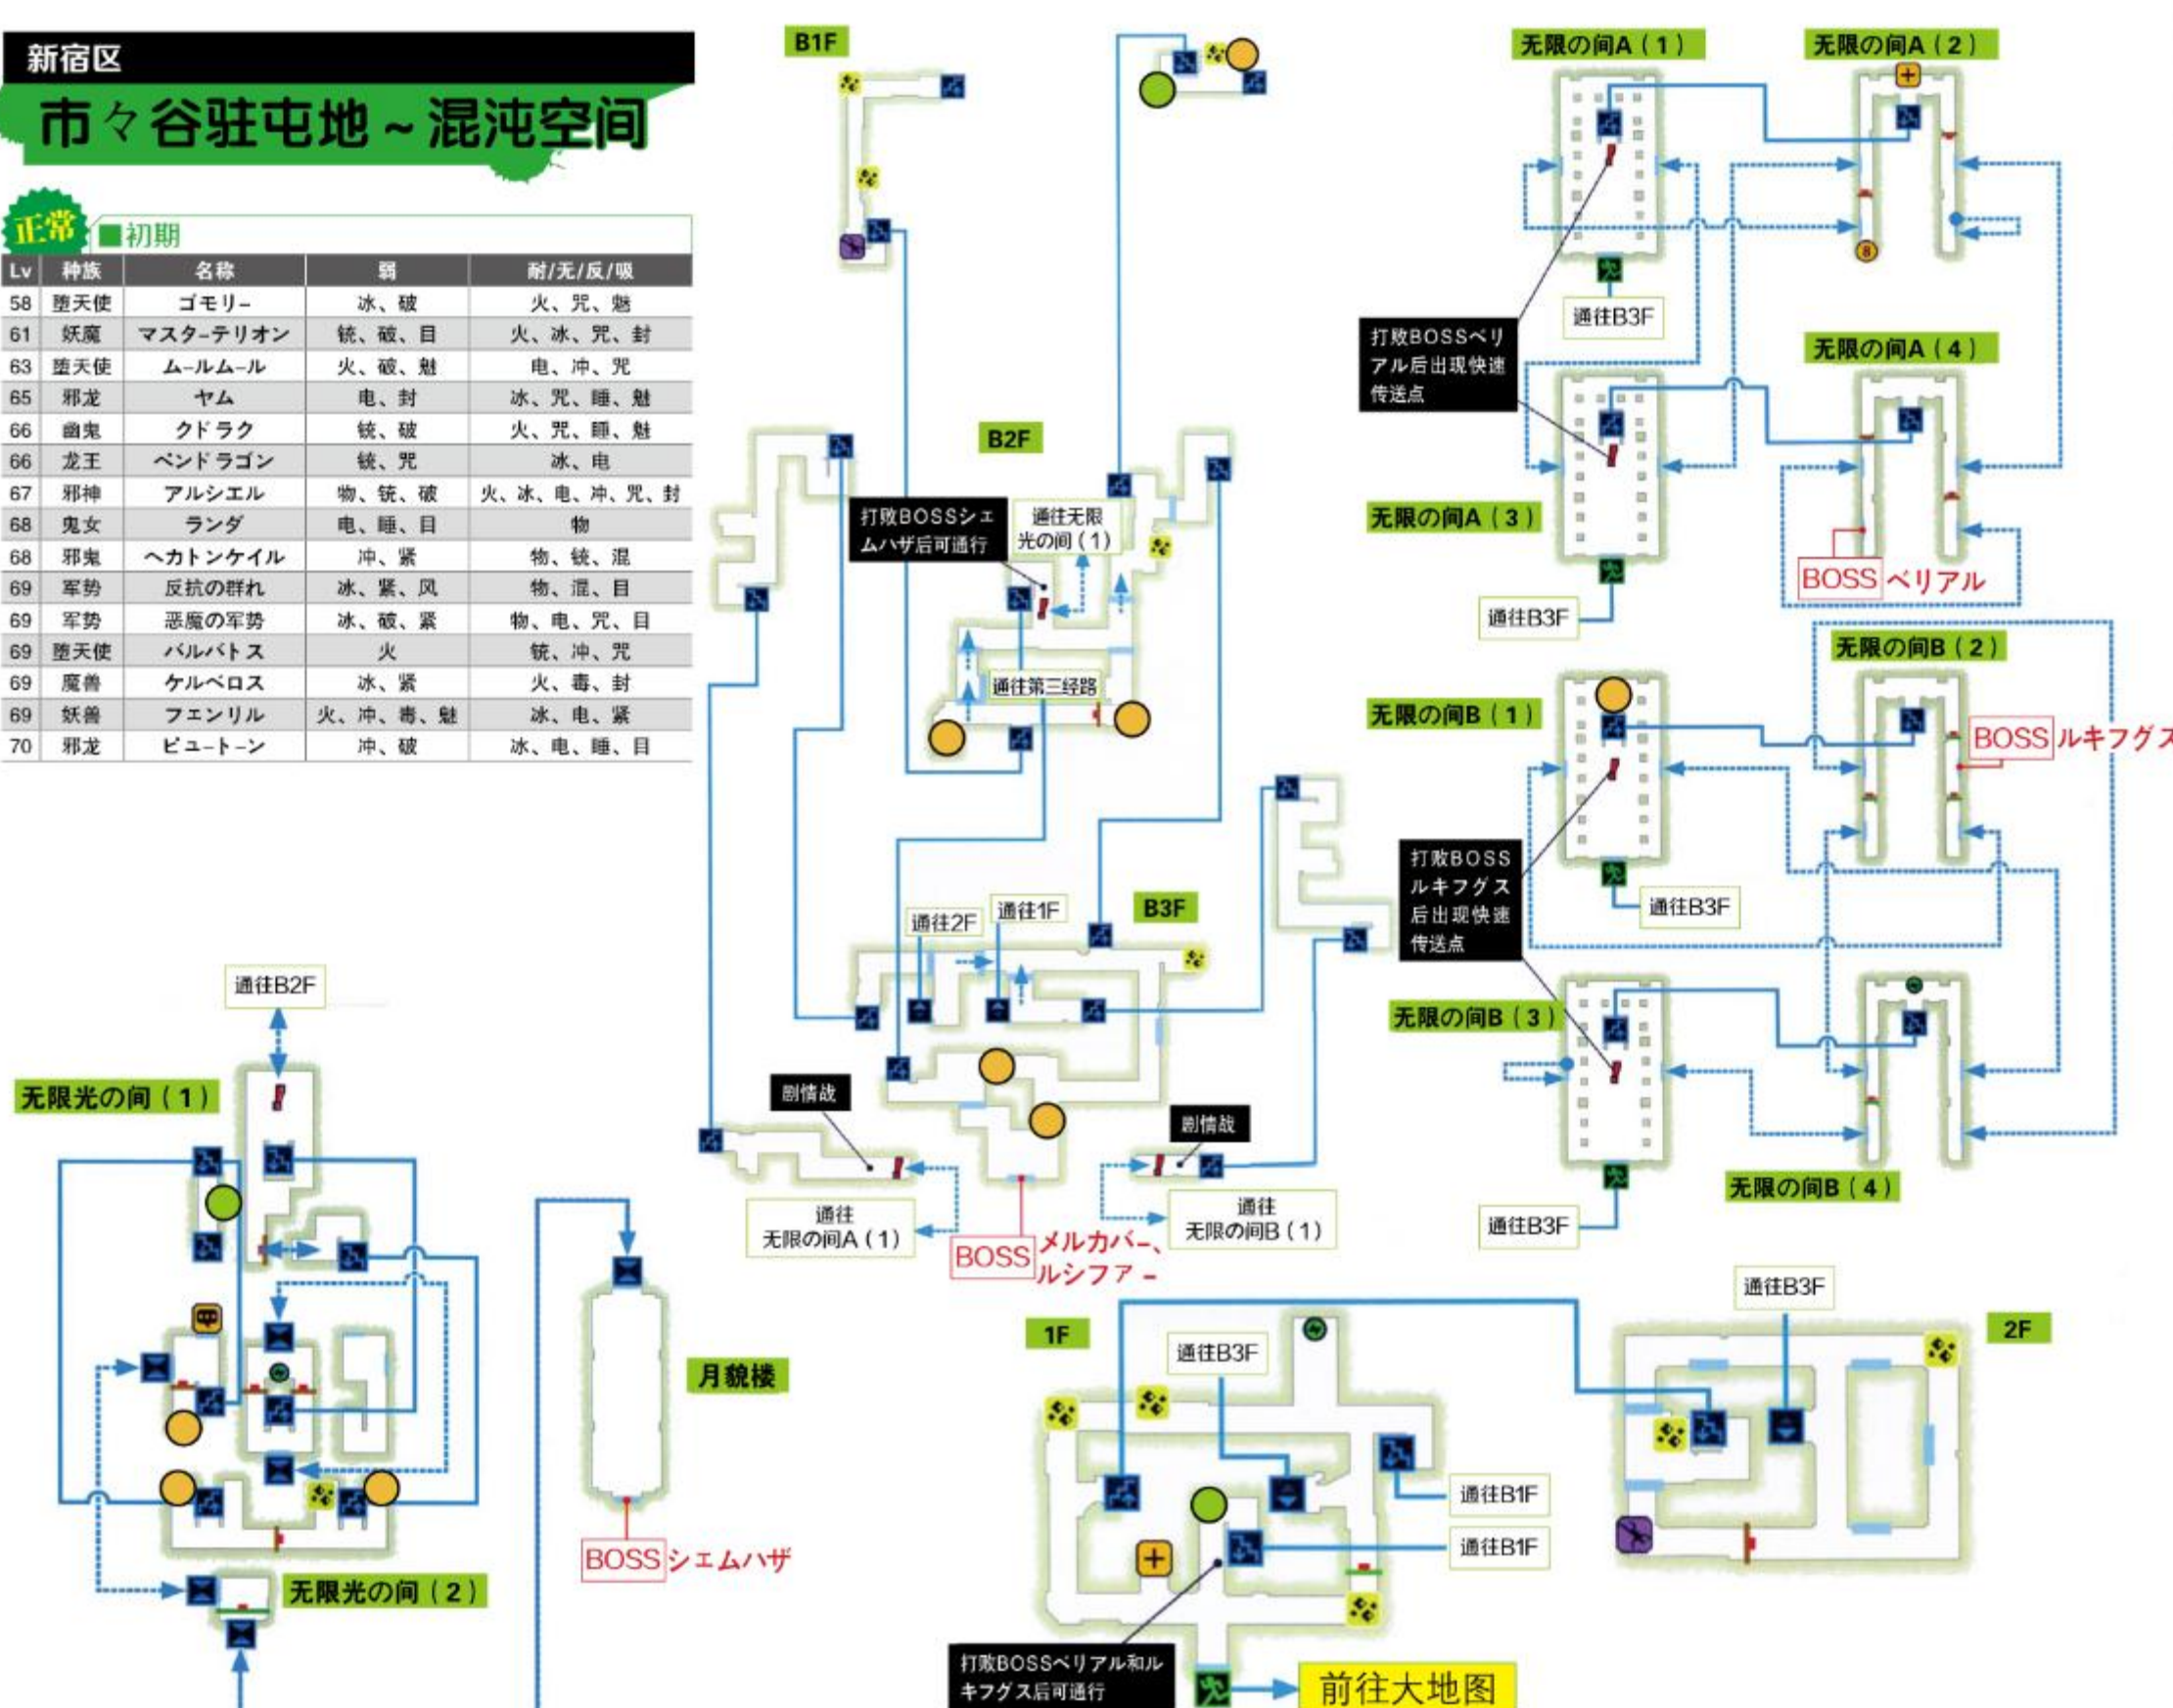 新宿区
市々谷驻屯地~混沌空间
正常
■初期
Lv 种族 名称 弱 耐/无/反/吸
58 堕天使 ゴモリー 冰、破 火、咒、魅
61 妖魔 マスターテリオン 铳、破、目 火、冰、咒、封
63 堕天使 ムールムール 火、破、魅 电、冲、咒
65 邪龙 ヤム 电、封 冰、咒、睡、魅
66 幽鬼 クドラク 铳、破 火、咒、睡、魅
66 龙王 ペンドラゴン 铳、咒 冰、电
67 邪神 アルシエル 物、铳、破 火、冰、电、冲、咒、封
68 鬼女 ランダ 电、睡、目 物
68 邪鬼 ヘカトンケイル 冲、紧 物、铳、混
69 军势 反抗の群れ 冰、紧、风 物、混、目
69 军势 恶魔の军势 冰、破、紧 物、电、咒、目
69 堕天使 バルバトス 火 铳、冲、咒
69 魔兽 ケルベロス 冰、紧 火、毒、封
69 妖兽 フェンリル 火、冲、毒、魅 冰、电、紧
70 邪龙 ピュートーン 冲、破 冰、电、睡、目
B1F
B2F
打败BOSSシェ
ムハザ后可通行
通往无限
光の间(1)
通往第三经路
B3F
通往2F
通往1F
剧情战
剧情战
通往
无限の间A(1)
通往
无限の间B(1)
BOSS メルカバー、
ルシファー
无限の间A(1)
无限の间A(2)
8
通往B3F
打败BOSSベリ
アル后出现快速
传送点
无限の间A(3)
无限の间A(4)
BOSS ベリアル
通往B3F
无限の间B(1)
无限の间B(2)
BOSS ルキフグス
打败BOSS
ルキフグス
后出现快速
传送点
通往B3F
无限の间B(3)
无限の间B(4)
通往B3F
通往B2F
无限光の间(1)
无限光の间(2)
月貌楼
BOSS シェムハザ
1F
通往B3F
通往B1F
通往B1F
打败BOSSベリアル和ル
キフグス后可通行
前往大地图
2F
通往B3F